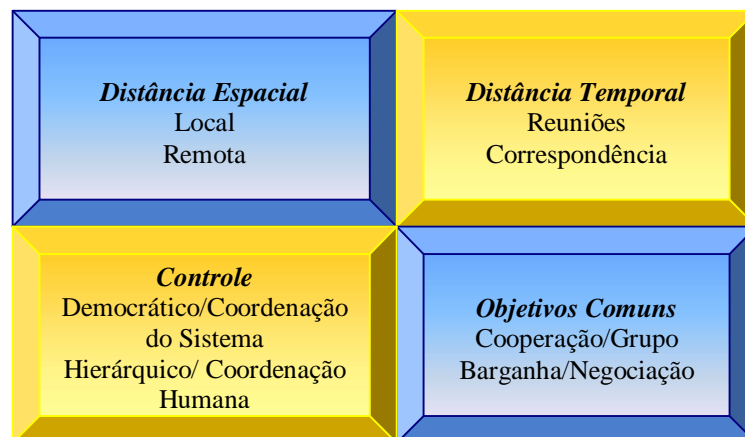 Distância Espacial
Local
Remota
Distância Temporal
Reuniões
Correspondência
Controle
Democrático/Coordenação
do Sistema
Hierárquico/ Coordenação
Humana
Objetivos Comuns
Cooperação/Grupo
Barganha/Negociação